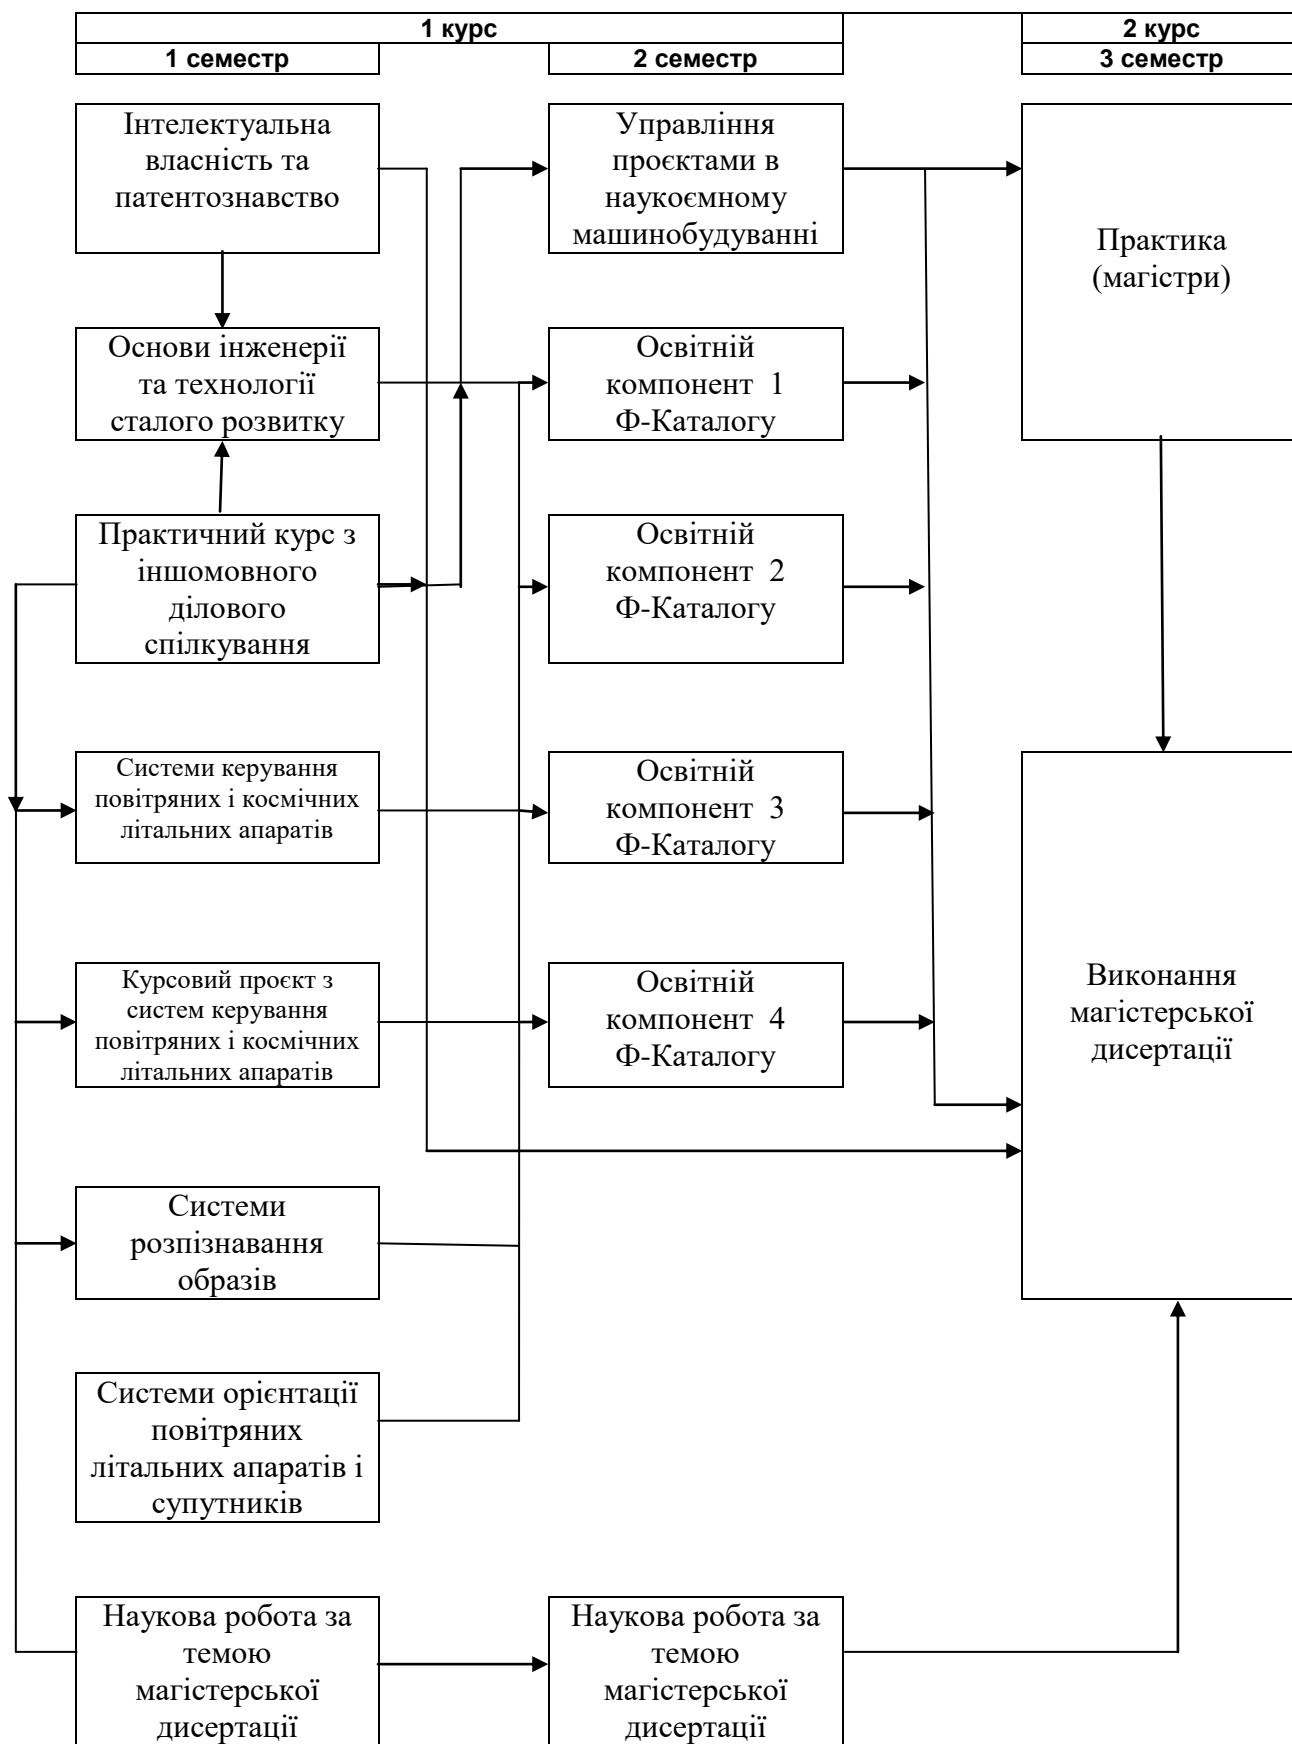 1 курс
2 курс
1 семестр
2 семестр
3 семестр
Інтелектуальна
власність та
патентознавство
Управління
проєктами в
наукоємному
машинобудуванні
Практика
(магістри)
Основи інженерії
та технології
сталого розвитку
Освітній
компонент 1
Ф-Каталогу
Практичний курс з
іншомовного
ділового
спілкування
Освітній
компонент 2
Ф-Каталогу
Системи керування
повітряних і космічних
літальних апаратів
Освітній
компонент 3
Ф-Каталогу
Виконання
магістерської
дисертації
Курсовий проєкт з
систем керування
повітряних і космічних
літальних апаратів
Освітній
компонент 4
Ф-Каталогу
Системи
розпізнавання
образів
Системи орієнтації
повітряних
літальних апаратів і
супутників
Наукова робота за
темою
магістерської
дисертації
Наукова робота за
темою
магістерської
дисертації